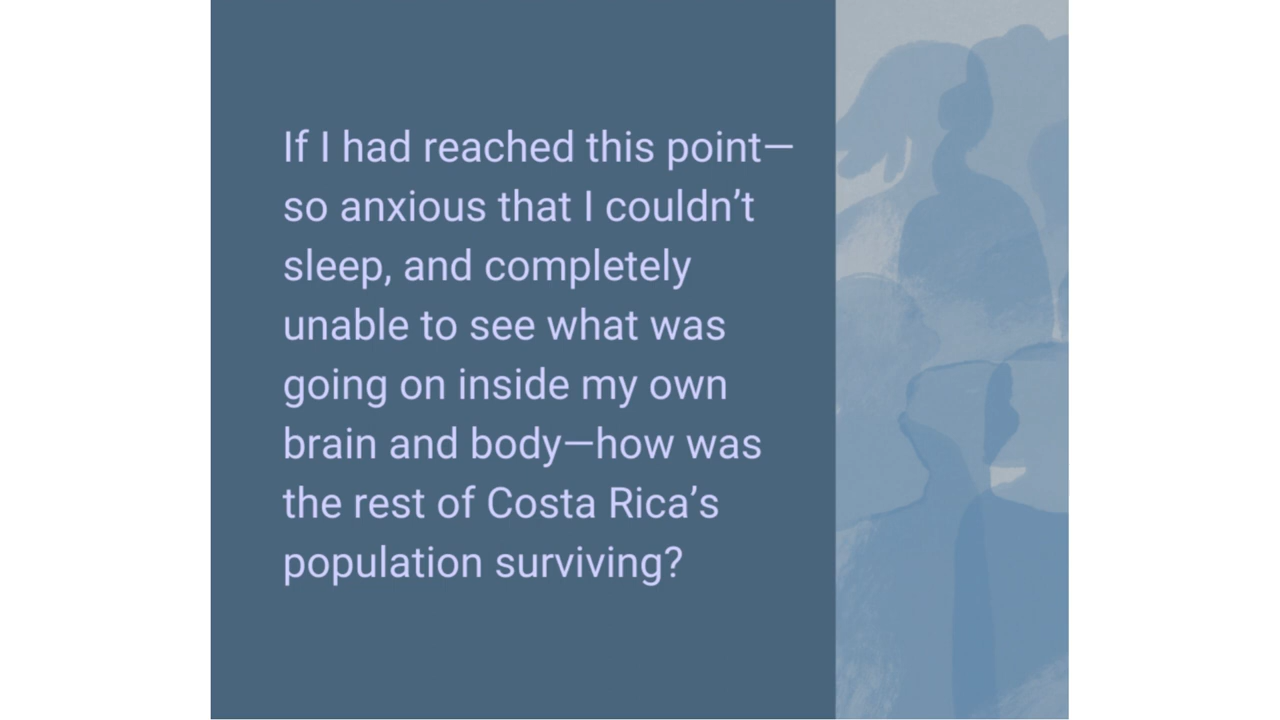 If I had reached this point—
so anxious that I couldn’t
sleep, and completely
unable to see what was
going on inside my own
brain and body—how was
the rest of Costa Rica’s
population surviving?